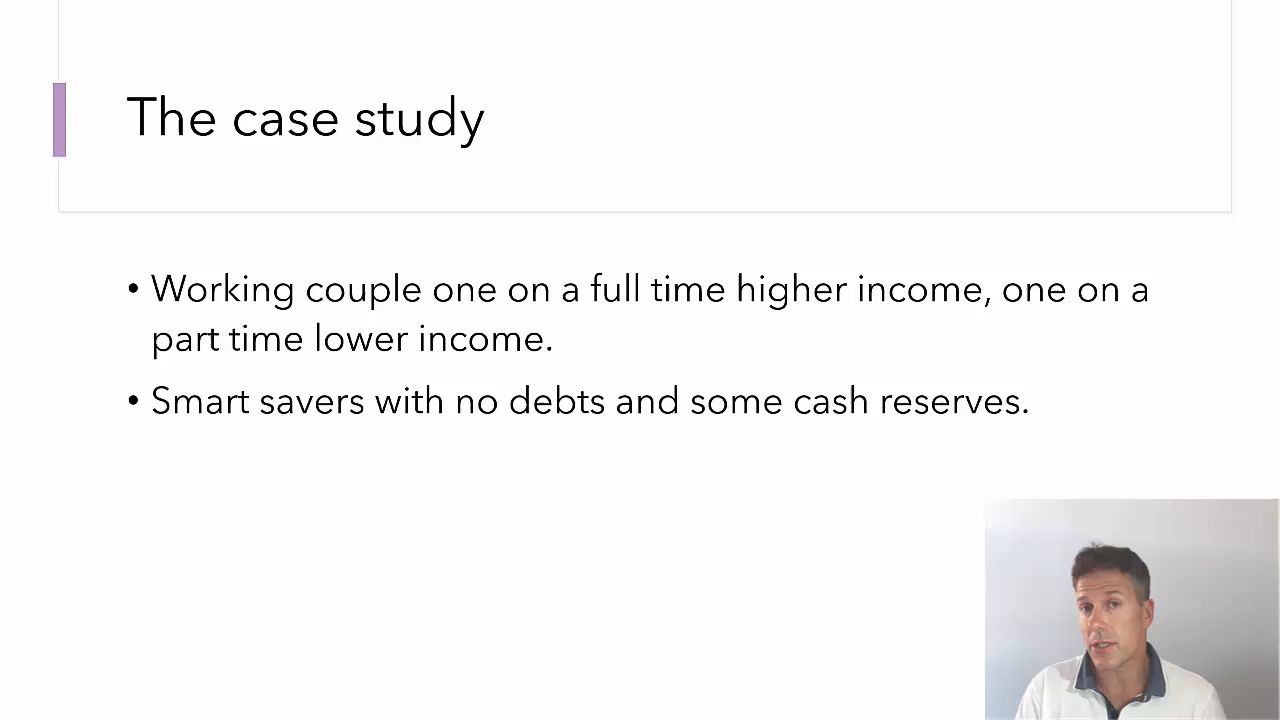 The case study
• Working couple one on a full time higher income, one on a
part time lower income.
• Smart savers with no debts and some cash reserves.